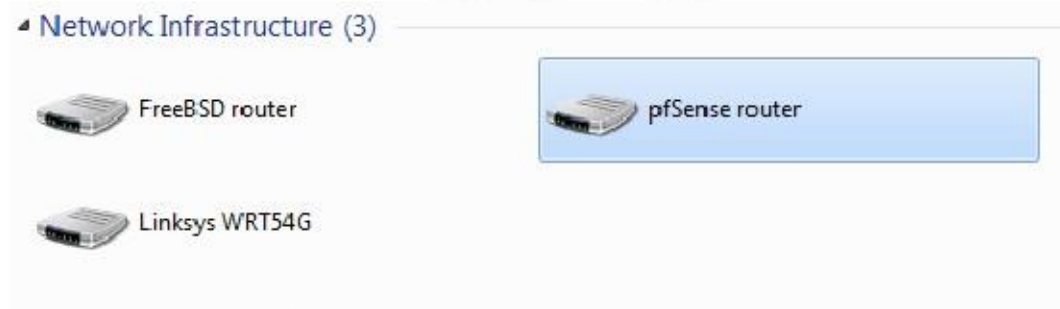 Network Infrastructure (3)
FreeBSD router
pfSense router
Linksys WRT54G